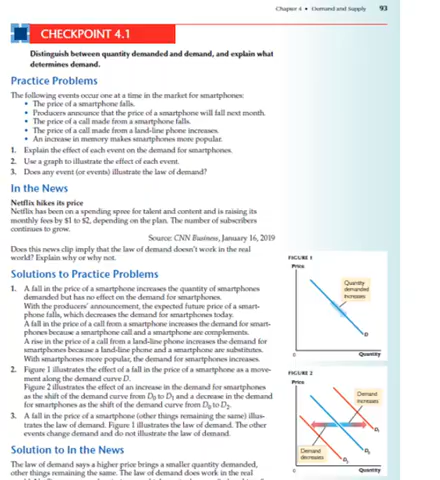 Chapter 4 • Demand and Supply 93
CHECKPOINT 4.1
Distinguish between quantity demanded and demand, and explain what
determines demand.
Practice Problems
The following events occur one at a time in the market for smartphones:
• The price of a smartphone falls.
• Producers announce that the price of a smartphone will fall next month.
• The price of a call made from a smartphone falls.
• The price of a call made from a land-line phone increases.
• An increase in memory makes smartphones more popular.
1. Explain the effect of each event on the demand for smartphones.
2. Use a graph to illustrate the effect of each event.
3. Does any event (or events) illustrate the law of demand?
In the News
Netflix hikes its price
Netflix has been on a spending spree for talent and content and is raising its
monthly fees by $1 to $2, depending on the plan. The number of subscribers
continues to grow.
Source: CNN Business, January 16, 2019
Does this news clip imply that the law of demand doesn't work in the real
world? Explain why or why not.
Solutions to Practice Problems
1. A fall in the price of a smartphone increases the quantity of smartphones
demanded but has no effect on the demand for smartphones.
With the producers' announcement, the expected future price of a smart-
phone falls, which decreases the demand for smartphones today.
A fall in the price of a call from a smartphone increases the demand for smart-
phones because a smartphone call and a smartphone are complements.
A rise in the price of a call from a land-line phone increases the demand for
smartphones because a land-line phone and a smartphone are substitutes.
With smartphones more popular, the demand for smartphones increases.
2. Figure 1 illustrates the effect of a fall in the price of a smartphone as a move-
ment along the demand curve D.
Figure 2 illustrates the effect of an increase in the demand for smartphones
as the shift of the demand curve from D0 to D1 and a decrease in the demand
for smartphones as the shift of the demand curve from D0 to D2.
3. A fall in the price of a smartphone (other things remaining the same) illus-
trates the law of demand. Figure 1 illustrates the law of demand. The other
events change demand and do not illustrate the law of demand.
Solution to In the News
The law of demand says a higher price brings a smaller quantity demanded,
other things remaining the same. The law of demand does work in the real
FIGURE 1
Price
Quantity
demanded
increases
D
0 Quantity
FIGURE 2
Price
Demand
increases
D1
Demand
decreases
D0
D2
0 Quantity